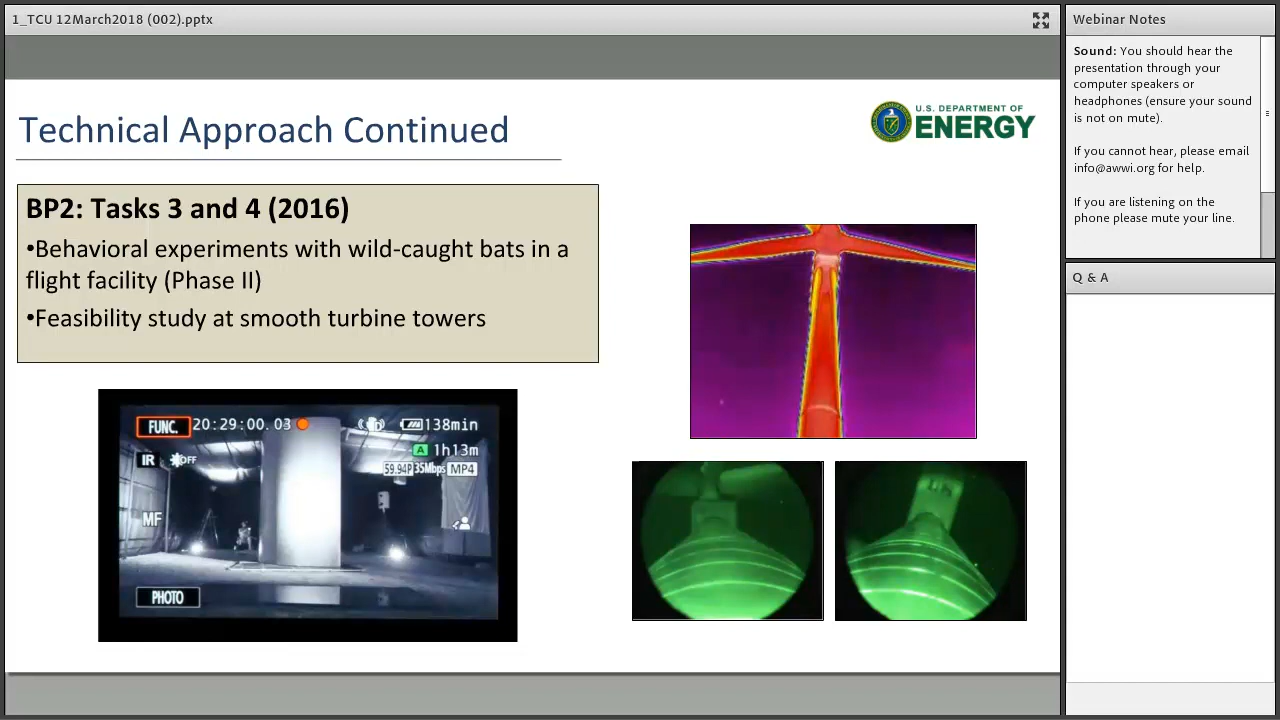 1_TCU 12March2018 (002).pptx
Technical Approach Continued
U.S. DEPARTMENT OF
ENERGY
BP2: Tasks 3 and 4 (2016)
•Behavioral experiments with wild-caught bats in a
flight facility (Phase II)
•Feasibility study at smooth turbine towers
FUNC. 20:29:00.03 138min
A 1h13m
IR OFF
59.94P 35Mbps MP4
MF
PHOTO
Webinar Notes
Sound: You should hear the
presentation through your
computer speakers or
headphones (ensure your sound
is not on mute).
If you cannot hear, please email
info@awwi.org for help.
If you are listening on the
phone please mute your line.
Q & A